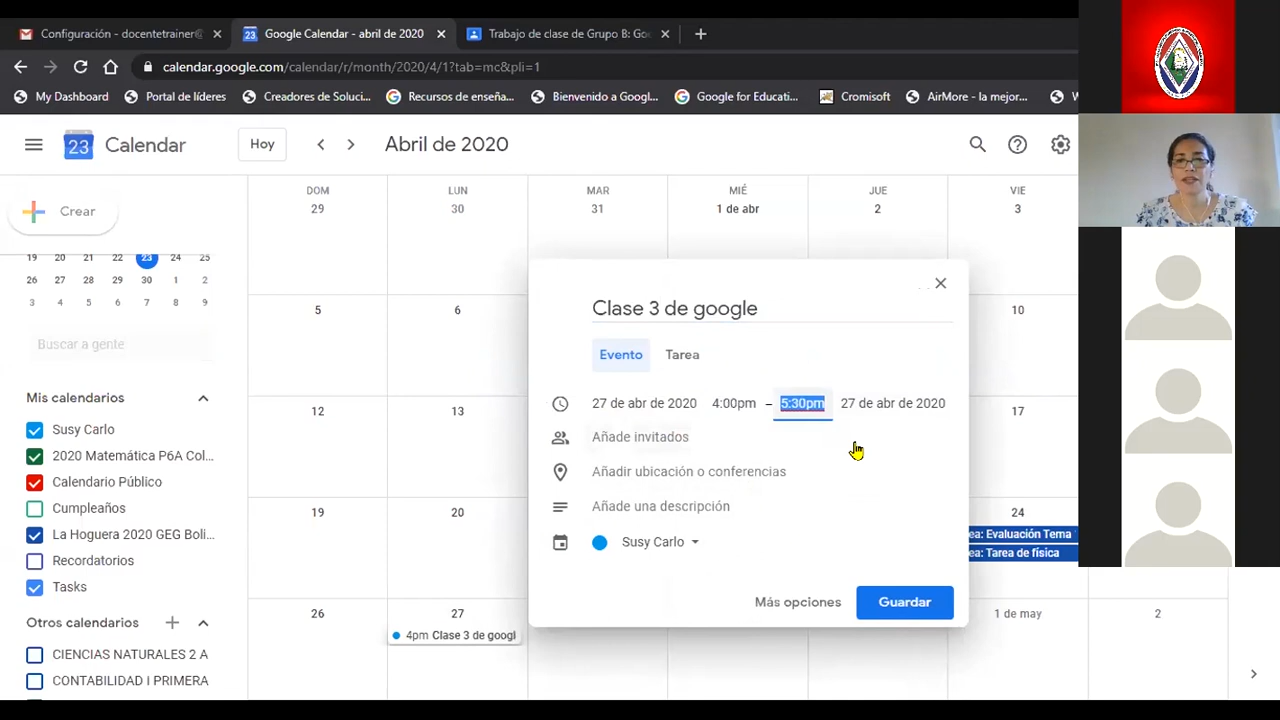 Configuración - docentetrainer@
Google Calendar - abril de 2020
Trabajo de clase de Grupo B: Goo
calendar.google.com/calendar/r/month/2020/4/1?tab=mc&pli=1
My Dashboard
Portal de líderes
Creadores de Soluci...
Recursos de enseña...
Bienvenido a Googl...
Google for Educati...
Cromisoft
AirMore - la mejor...
23
Calendar
Hoy
Abril de 2020
Crear
DOM LUN MAR MIÉ JUE VIE
29 30 31 1 de abr 2 3
19 20 21 22 23 24 25
26 27 28 29 30 1 2
3 4 5 6 7 8 9
Buscar a gente
Mis calendarios
Susy Carlo
2020 Matemática P6A Col...
Calendario Público
Cumpleaños
La Hoguera 2020 GEG Boli...
Recordatorios
Tasks
Otros calendarios
CIENCIAS NATURALES 2 A
CONTABILIDAD I PRIMERA
5 6 10
12 13 17
19 20 24
ea: Evaluación Tema
ea: Tarea de física
26 27 1 de may 2
4pm Clase 3 de googl
Clase 3 de google
Evento Tarea
27 de abr de 2020 4:00pm – 5:30pm 27 de abr de 2020
Añade invitados
Añadir ubicación o conferencias
Añade una descripción
Susy Carlo
Más opciones Guardar